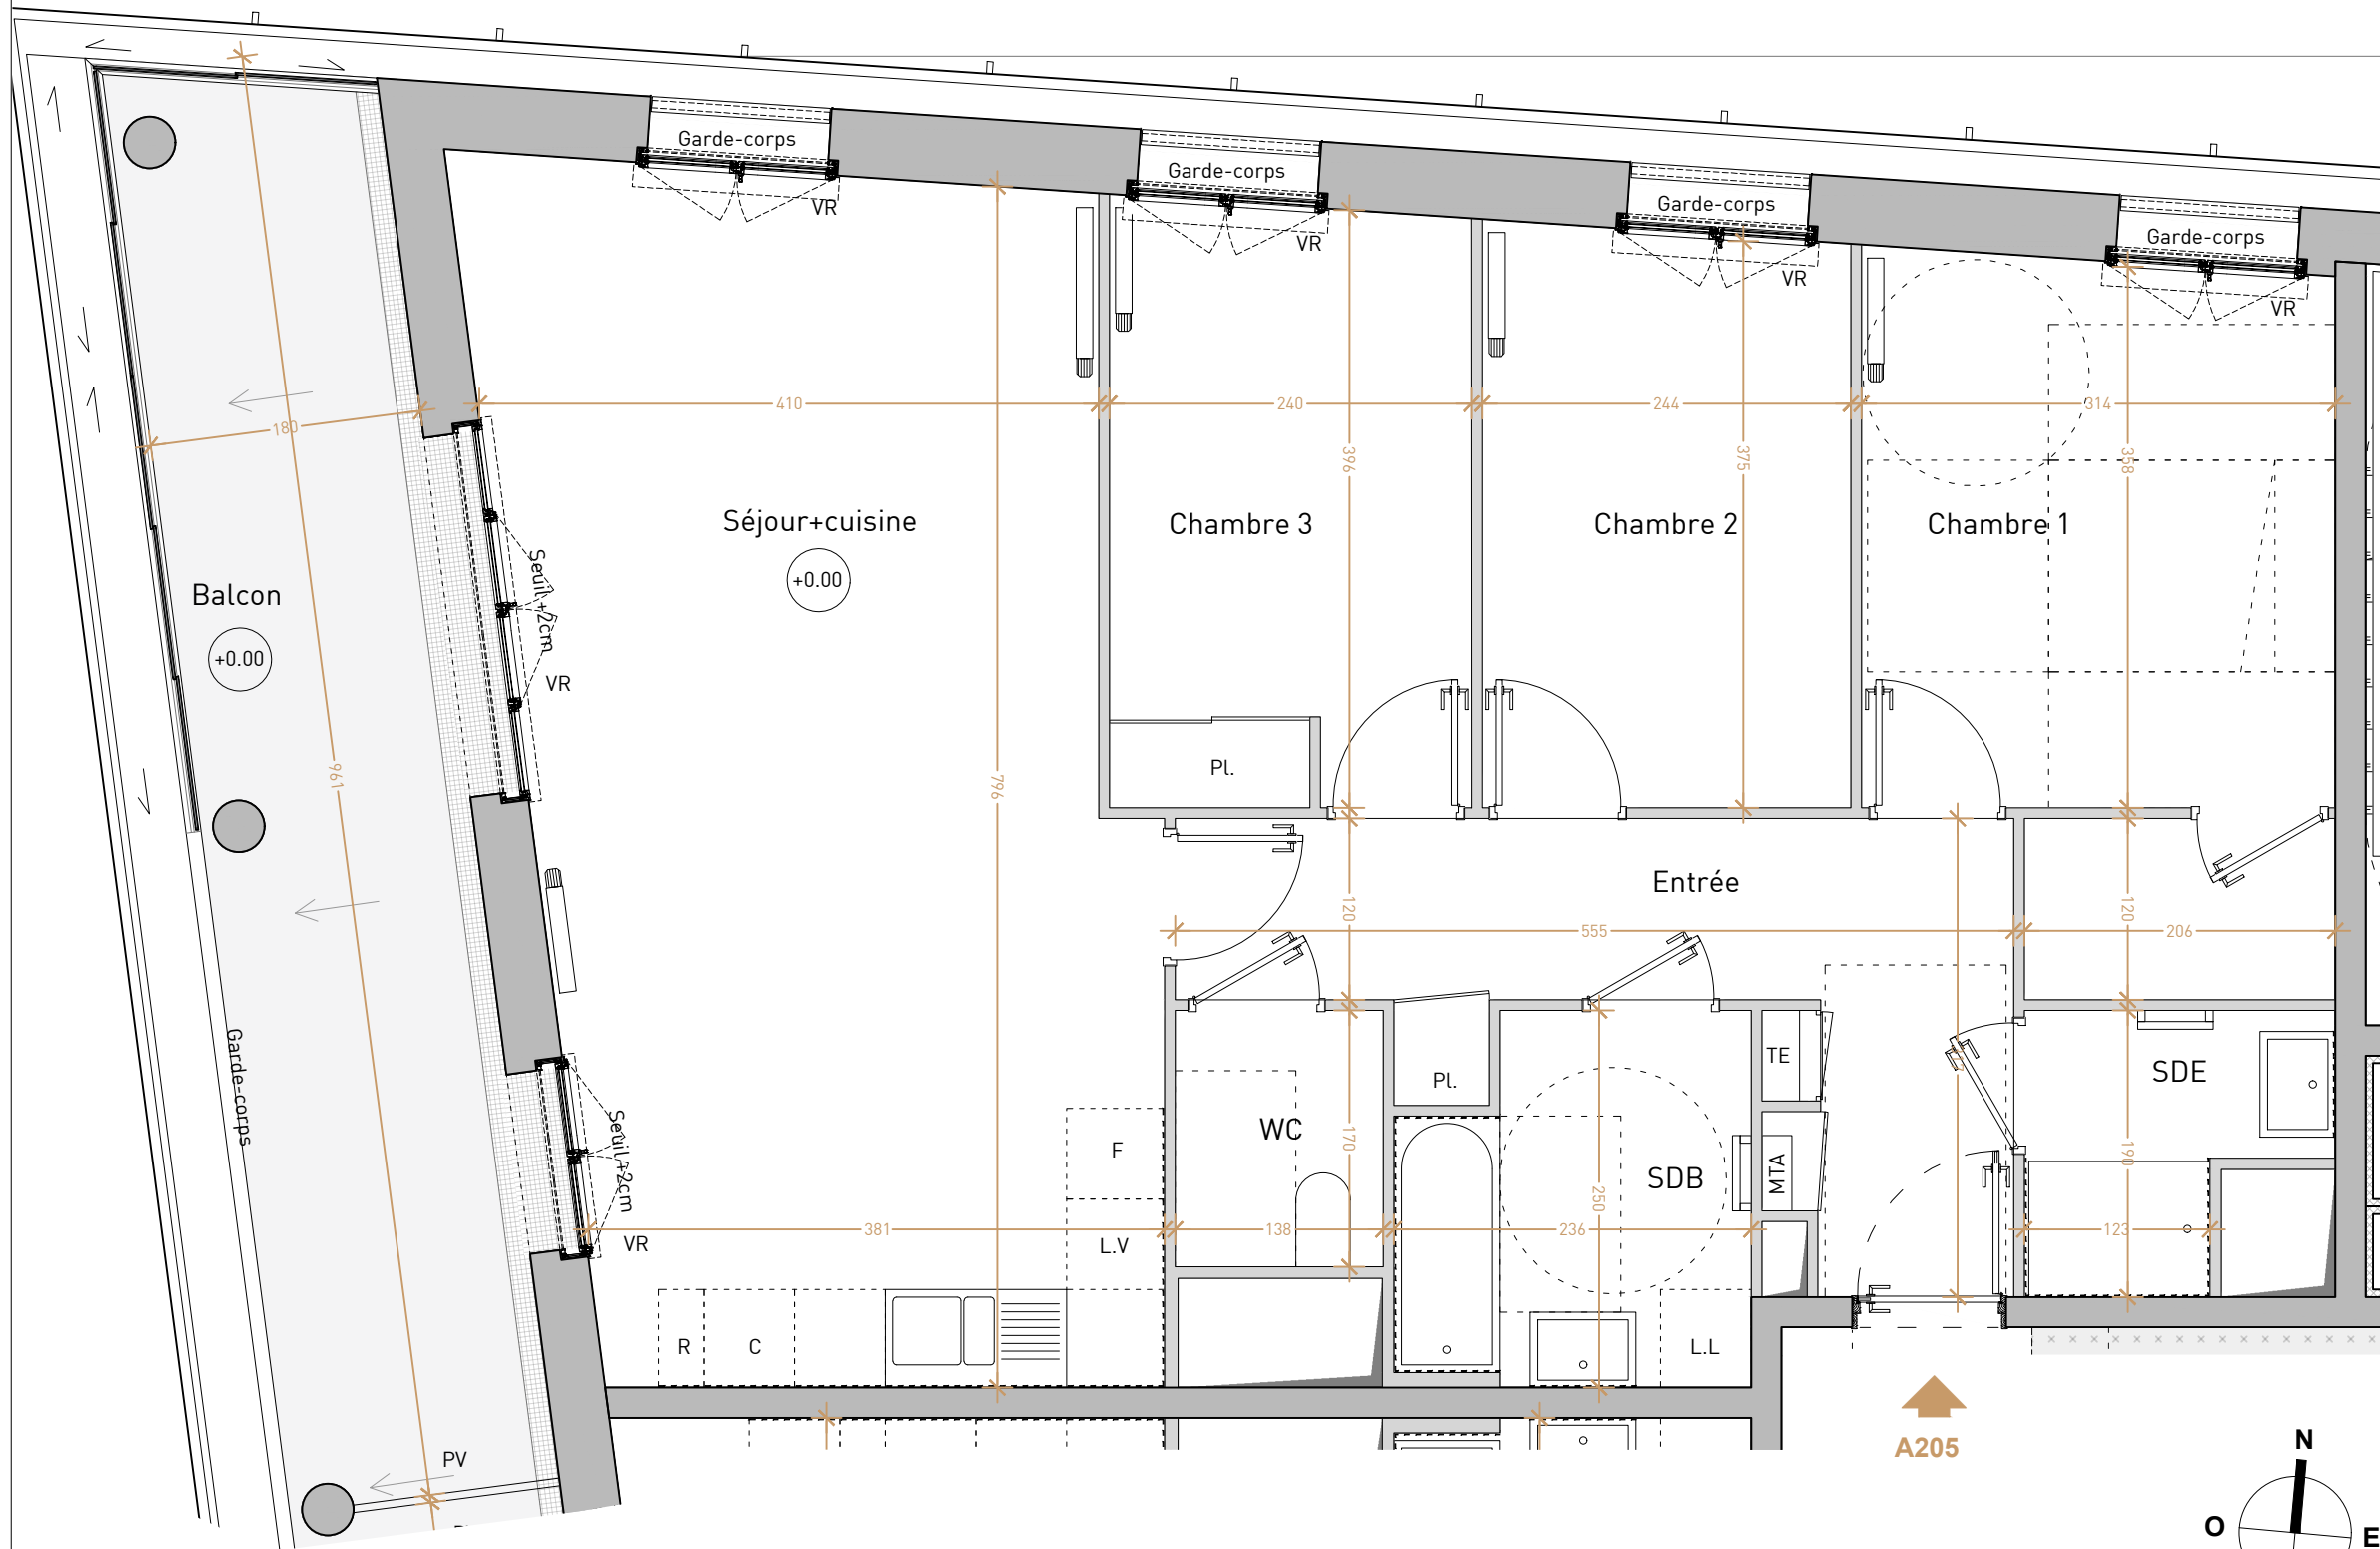 Garde-corps
VR
Garde-corps
VR
Garde-corps
VR
Garde-corps
VR
180
410
240
244
314
396
375
358
Séjour+cuisine
+0.00
Chambre 3
Chambre 2
Chambre 1
Balcon
+0.00
Seuil +2cm
VR
961
796
Pl.
Entrée
120
555
120
206
Garde-corps
WC
Pl.
TE
SDE
F
170
SDB
MTA
190
250
L.V
Seuil +2cm
VR
381
138
236
123
R
C
L.L
PV
A205
N
O
E